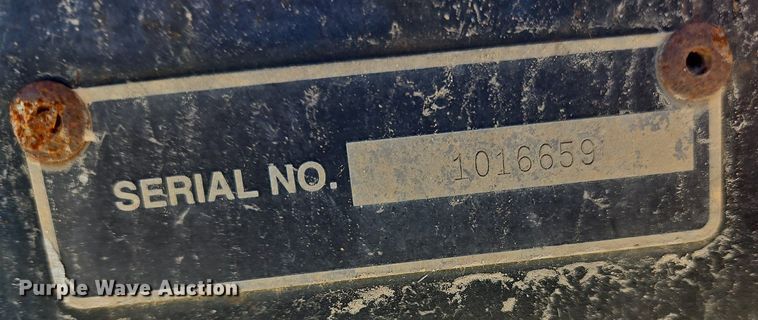 SERIAL NO. 1016659
Purple Wave Auction